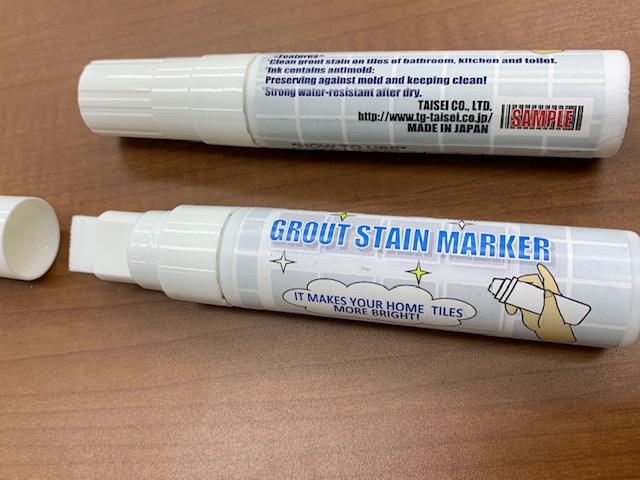 *Features*
*Clean grout stain on tiles of bathroom, kitchen and toilet.
*Ink contains antimold:
Preserving against mold and keeping clean!
*Strong water-resistant after dry.
TAISEI CO., LTD.
http://www.tg-taisei.co.jp/
MADE IN JAPAN
SAMPLE
*HOW TO USE*
GROUT STAIN MARKER
IT MAKES YOUR HOME TILES
MORE BRIGHT!